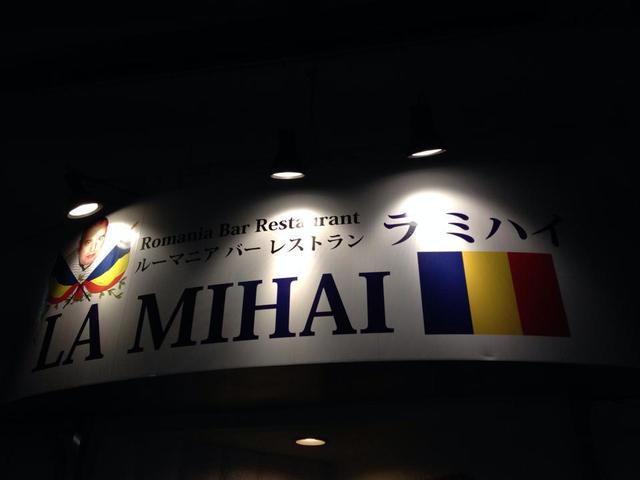 Romania Bar Restaurant
ルーマニア バー レストラン
ラミハイ
LA MIHAI